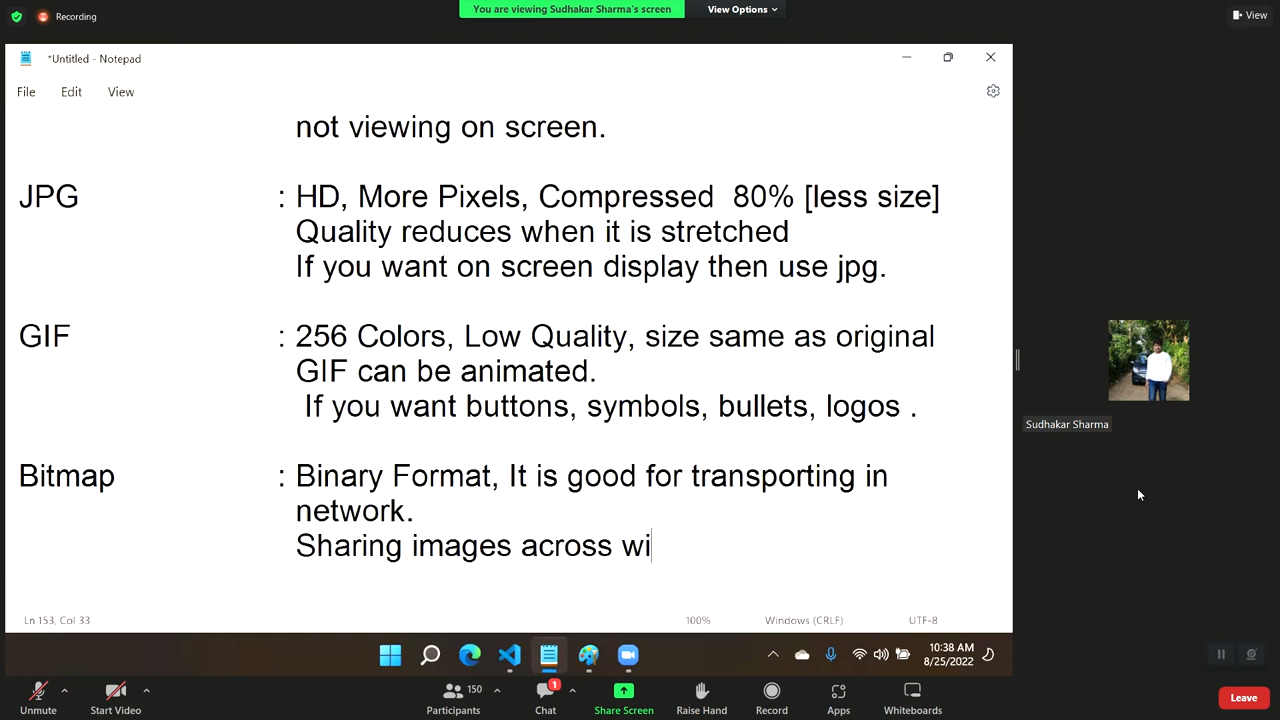 Recording
You are viewing Sudhakar Sharma's screen
View Options
View
*Untitled - Notepad
File Edit View
not viewing on screen.
JPG : HD, More Pixels, Compressed 80% [less size]
Quality reduces when it is stretched
If you want on screen display then use jpg.
GIF : 256 Colors, Low Quality, size same as original
GIF can be animated.
If you want buttons, symbols, bullets, logos .
Bitmap : Binary Format, It is good for transporting in
network.
Sharing images across wi
Sudhakar Sharma
Ln 153, Col 33 100% Windows (CRLF) UTF-8
10:38 AM
8/25/2022
150
1
Unmute Start Video Participants Chat Share Screen Raise Hand Record Apps Whiteboards Leave